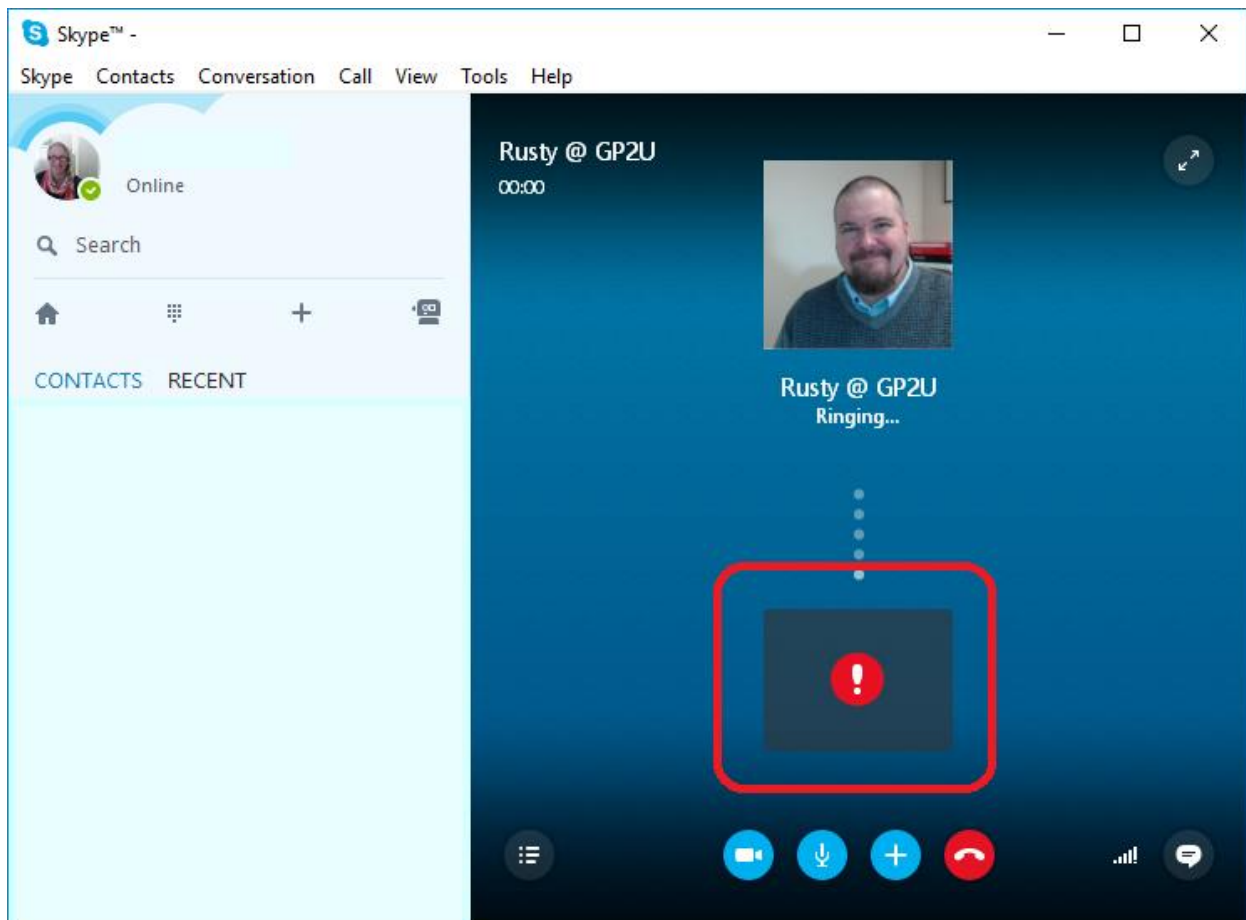 Skype™ -
Skype Contacts Conversation Call View Tools Help
Online
Search
CONTACTS RECENT
Rusty @ GP2U
00:00
Rusty @ GP2U
Ringing...